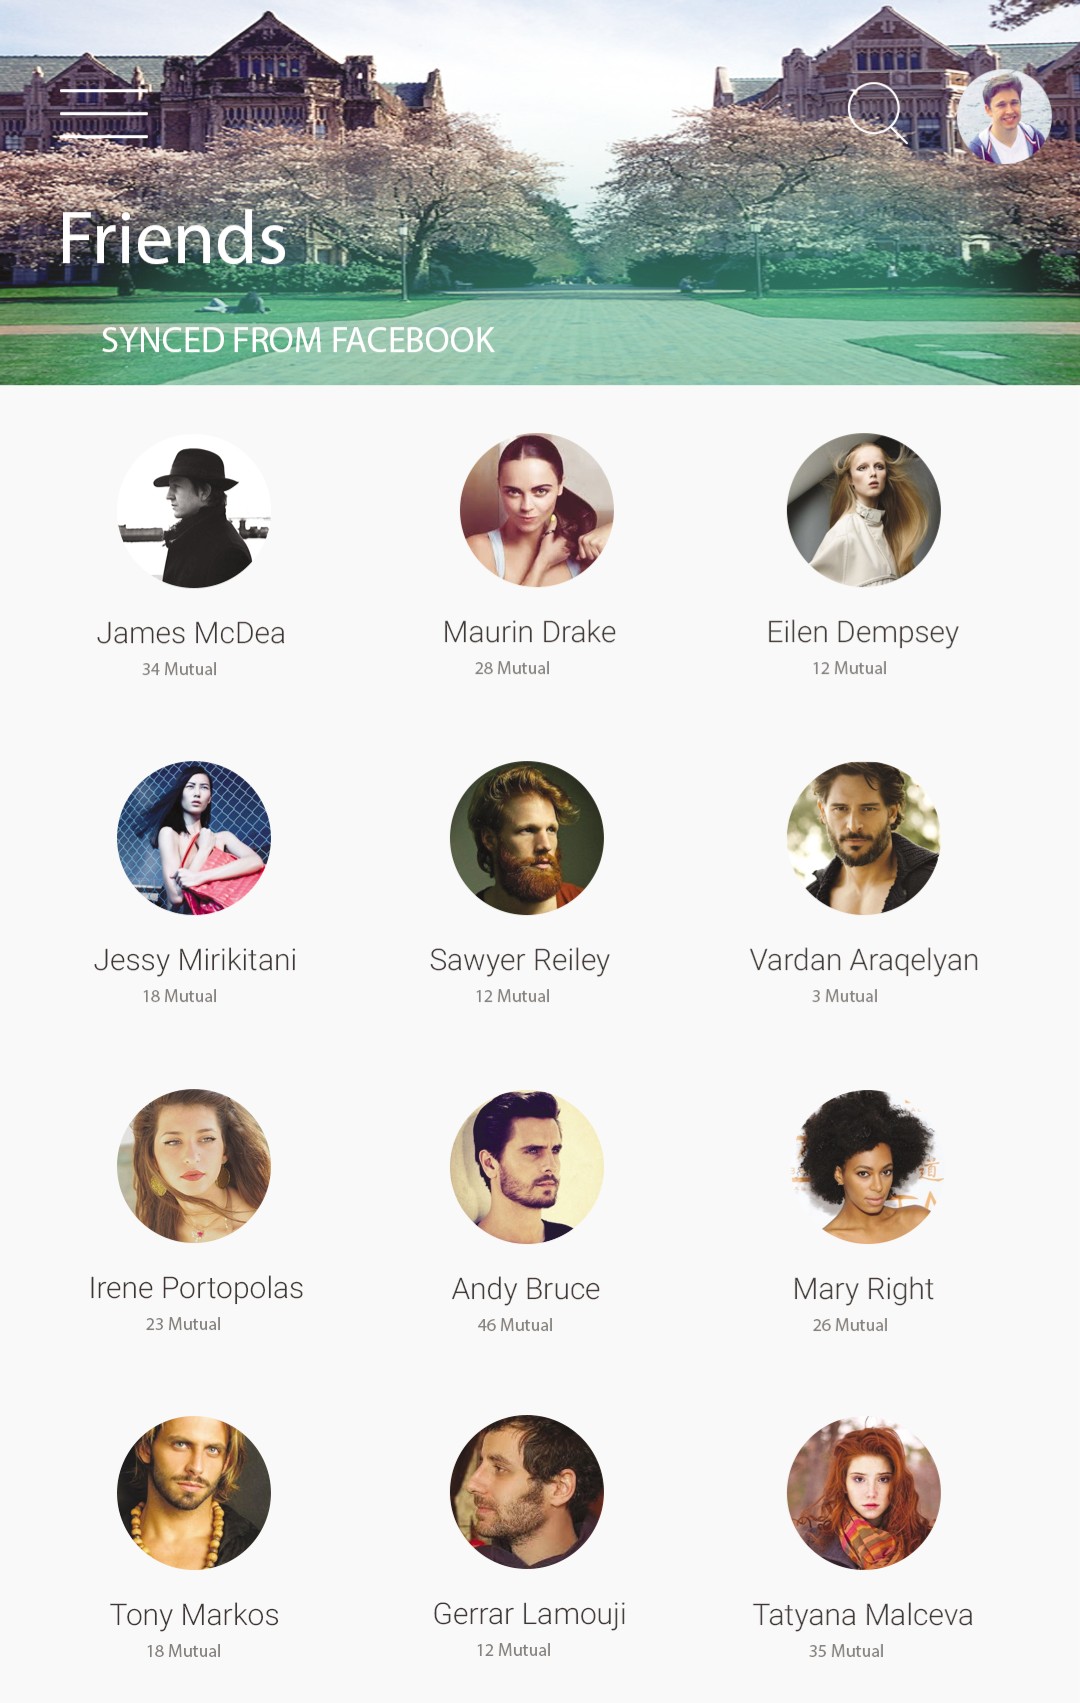 Friends
SYNCED FROM FACEBOOK
James McDea
34 Mutual
Maurin Drake
28 Mutual
Eilen Dempsey
12 Mutual
Jessy Mirikitani
18 Mutual
Sawyer Reiley
12 Mutual
Vardan Araqelyan
3 Mutual
Irene Portopolas
23 Mutual
Andy Bruce
46 Mutual
Mary Right
26 Mutual
Tony Markos
18 Mutual
Gerrar Lamouji
12 Mutual
Tatyana Malceva
35 Mutual